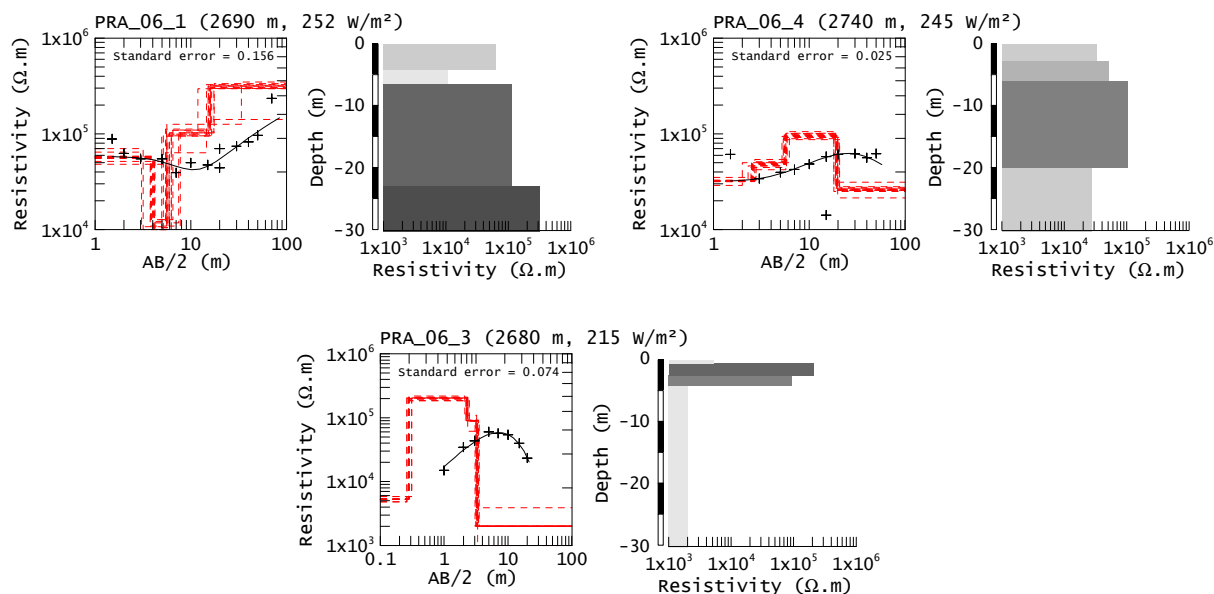 PRA_06_1 (2690 m, 252 W/m²)
1x10⁶
Standard error = 0.156
1x10⁵
1x10⁴
Resistivity (Ω.m)
1 10 100
AB/2 (m)
0
-10
-20
-30
Depth (m)
1x10³ 1x10⁴ 1x10⁵ 1x10⁶
Resistivity (Ω.m)
PRA_06_4 (2740 m, 245 W/m²)
1x10⁶
Standard error = 0.025
1x10⁵
1x10⁴
Resistivity (Ω.m)
1 10 100
AB/2 (m)
0
-10
-20
-30
Depth (m)
1x10³ 1x10⁴ 1x10⁵ 1x10⁶
Resistivity (Ω.m)
PRA_06_3 (2680 m, 215 W/m²)
1x10⁶
Standard error = 0.074
1x10⁵
1x10⁴
1x10³
Resistivity (Ω.m)
0.1 1 10 100
AB/2 (m)
0
-10
-20
-30
Depth (m)
1x10³ 1x10⁴ 1x10⁵ 1x10⁶
Resistivity (Ω.m)